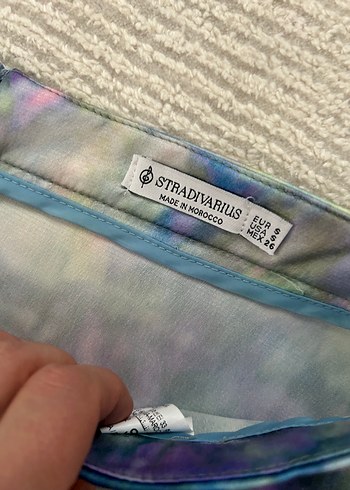 STRADIVARIUS
MADE IN MOROCCO
EUR S
USA S
MEX 26